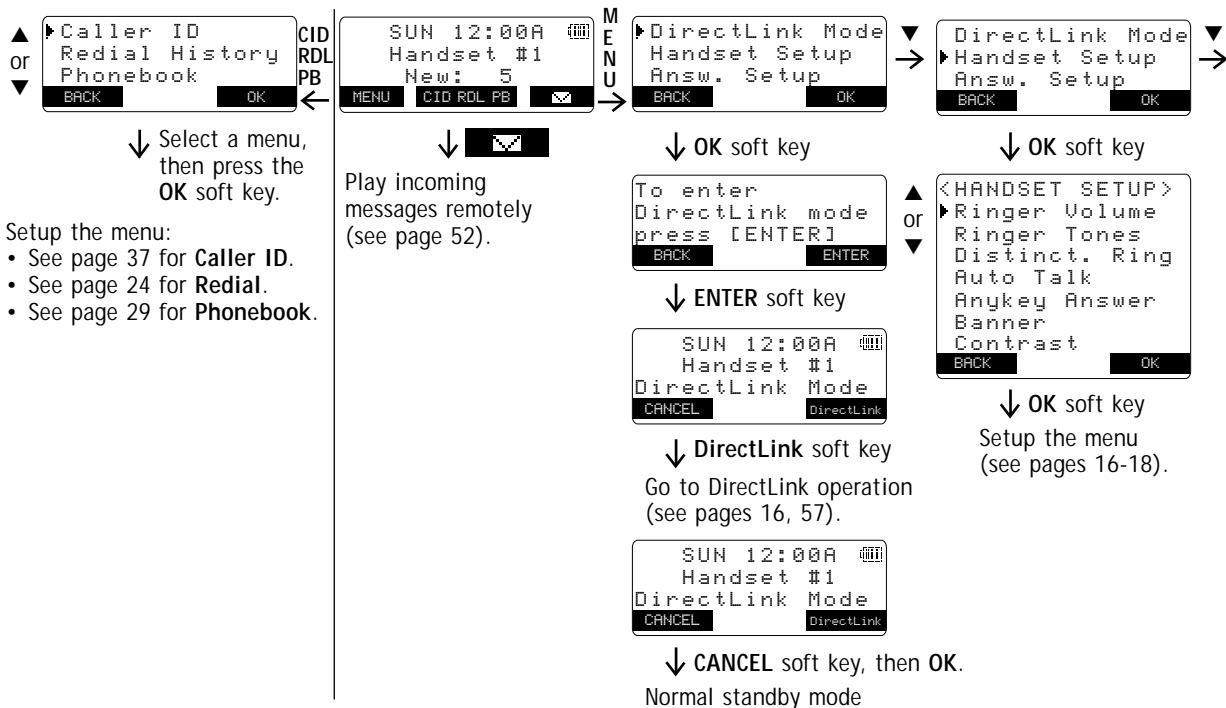 ▲
or
▼
Caller ID
Redial History
Phonebook
BACK OK
CID
RDL
PB
←
↓ Select a menu,
then press the
OK soft key.
Setup the menu:
• See page 37 for Caller ID.
• See page 24 for Redial.
• See page 29 for Phonebook.
SUN 12:00A
Handset #1
New: 5
MENU CID RDL PB
↓
Play incoming
messages remotely
(see page 52).
M
E
N
U
→
DirectLink Mode
Handset Setup
Answ. Setup
BACK OK
↓ OK soft key
To enter
DirectLink mode
press [ENTER]
BACK ENTER
↓ ENTER soft key
SUN 12:00A
Handset #1
DirectLink Mode
CANCEL DirectLink
↓ DirectLink soft key
Go to DirectLink operation
(see pages 16, 57).
SUN 12:00A
Handset #1
DirectLink Mode
CANCEL DirectLink
↓ CANCEL soft key, then OK.
Normal standby mode
▼
→
DirectLink Mode
Handset Setup
Answ. Setup
BACK OK
▼
→
↓ OK soft key
▲
or
▼
<HANDSET SETUP>
Ringer Volume
Ringer Tones
Distinct. Ring
Auto Talk
Anykey Answer
Banner
Contrast
BACK OK
↓ OK soft key
Setup the menu
(see pages 16-18).